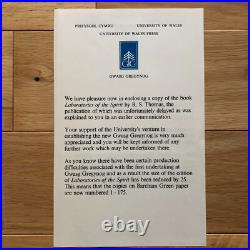 PRIFYSGOL CYMRU UNIVERSITY OF WALES
UNIVERSITY OF WALES PRESS
GWASG GREGYNOG
We have pleasure now in enclosing a copy of the book
Laboratories of the Spirit by R. S. Thomas, the
publication of which was unfortunately delayed as was
explained to you in an earlier communication.
Your support of the University's venture in
establishing the new Gwasg Gregynog is very much
appreciated and you will be kept informed of any
further work which may be undertaken there.
As you know there have been certain production
difficulties associated with the first undertaking at
Gwasg Gregynog and as a result the size of the edition
of Laboratories of the Spirit has been reduced by 25.
This means that the copies on Barcham Green paper
are now numbered 1 - 175.